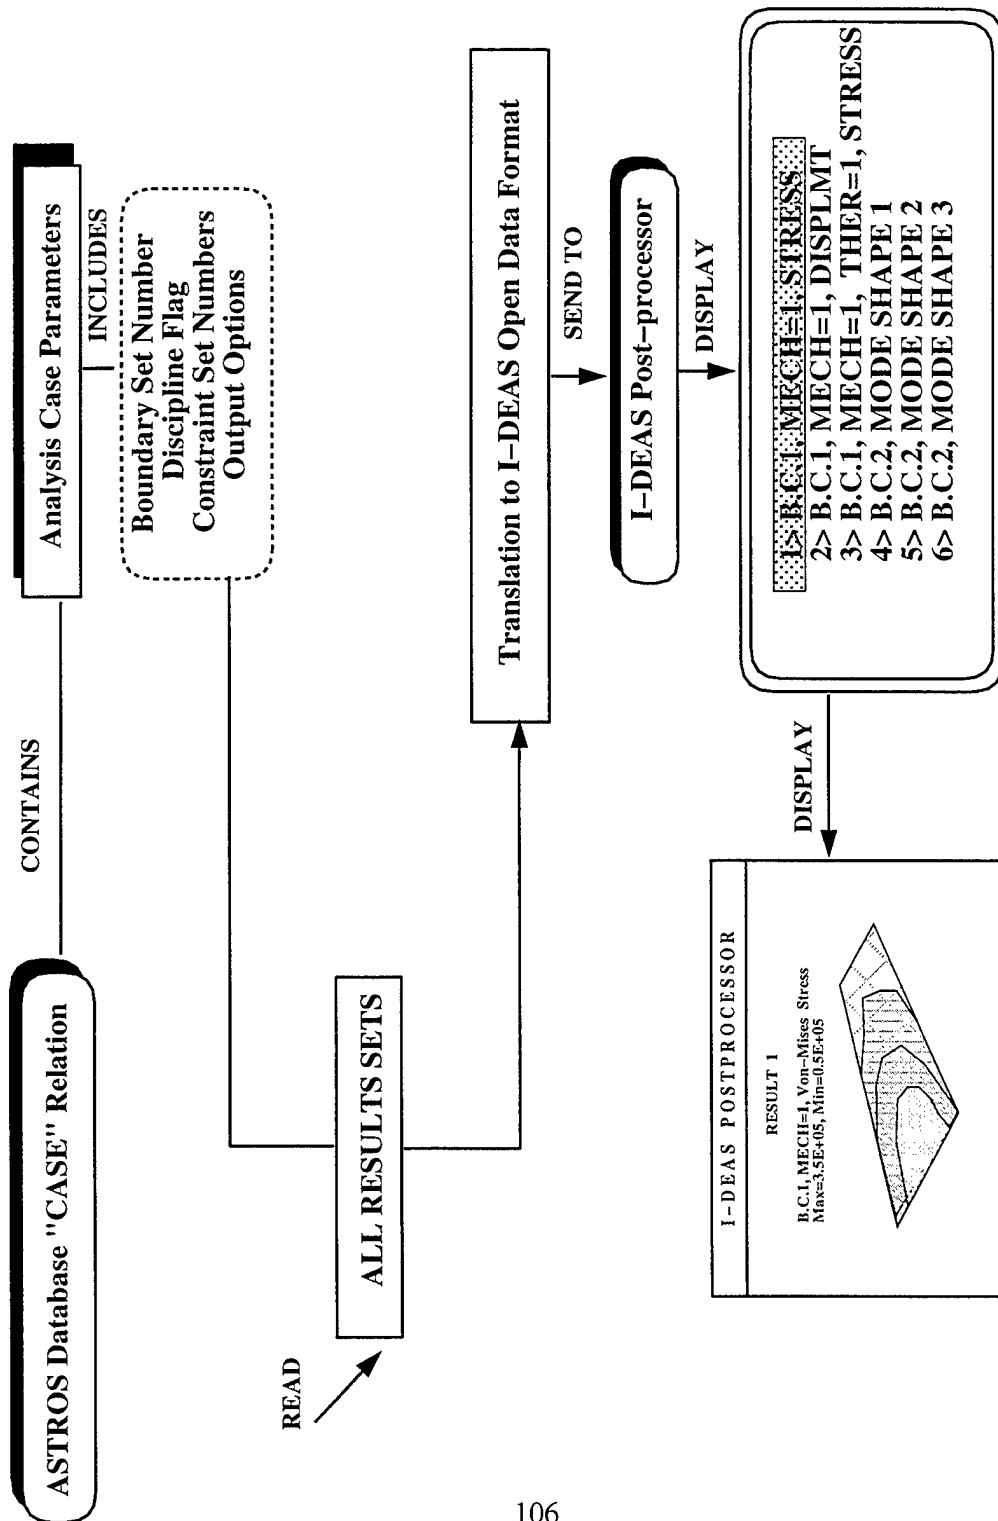 ASTROS Database "CASE" Relation
CONTAINS
Analysis Case Parameters
INCLUDES
Boundary Set Number
Discipline Flag
Constraint Set Numbers
Output Options
READ
ALL RESULTS SETS
Translation to I-DEAS Open Data Format
SEND TO
I-DEAS Post-processor
DISPLAY
1> B.C.1, MECH=1, STRESS
2> B.C.1, MECH=1, DISPLMT
3> B.C.1, MECH=1, THER=1, STRESS
4> B.C.2, MODE SHAPE 1
5> B.C.2, MODE SHAPE 2
6> B.C.2, MODE SHAPE 3
DISPLAY
I-DEAS POSTPROCESSOR
RESULT 1
B.C.1, MECH=1, Von-Mises Stress
Max=3.5E+05, Min=0.5E+05
106